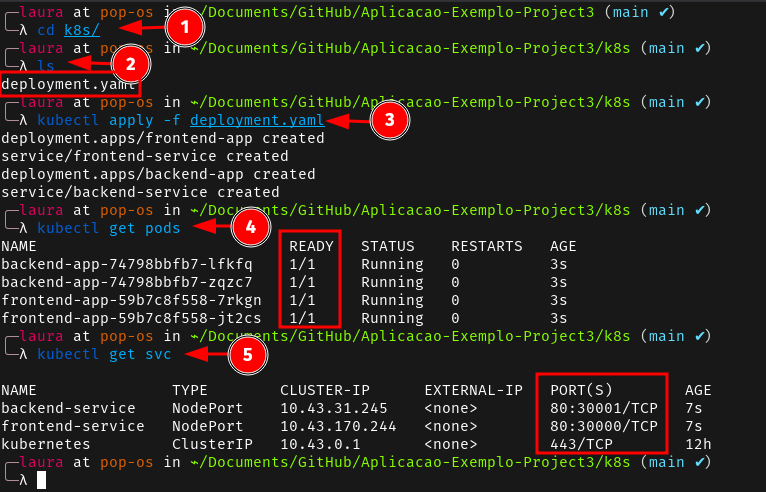 ╭─laura at pop-os in ~/Documents/GitHub/Aplicacao-Exemplo-Project3 (main ✔)
╰─λ cd k8s/ 1
╭─laura at pop-os in ~/Documents/GitHub/Aplicacao-Exemplo-Project3/k8s (main ✔)
╰─λ ls 2
deployment.yaml
╭─laura at pop-os in ~/Documents/GitHub/Aplicacao-Exemplo-Project3/k8s (main ✔)
╰─λ kubectl apply -f deployment.yaml 3
deployment.apps/frontend-app created
service/frontend-service created
deployment.apps/backend-app created
service/backend-service created
╭─laura at pop-os in ~/Documents/GitHub/Aplicacao-Exemplo-Project3/k8s (main ✔)
╰─λ kubectl get pods 4
NAME READY STATUS RESTARTS AGE
backend-app-74798bbfb7-lfkfq 1/1 Running 0 3s
backend-app-74798bbfb7-zqzc7 1/1 Running 0 3s
frontend-app-59b7c8f558-7rkgn 1/1 Running 0 3s
frontend-app-59b7c8f558-jt2cs 1/1 Running 0 3s
╭─laura at pop-os in ~/Documents/GitHub/Aplicacao-Exemplo-Project3/k8s (main ✔)
╰─λ kubectl get svc 5
NAME TYPE CLUSTER-IP EXTERNAL-IP PORT(S) AGE
backend-service NodePort 10.43.31.245 <none> 80:30001/TCP 7s
frontend-service NodePort 10.43.170.244 <none> 80:30000/TCP 7s
kubernetes ClusterIP 10.43.0.1 <none> 443/TCP 12h
╭─laura at pop-os in ~/Documents/GitHub/Aplicacao-Exemplo-Project3/k8s (main ✔)
╰─λ